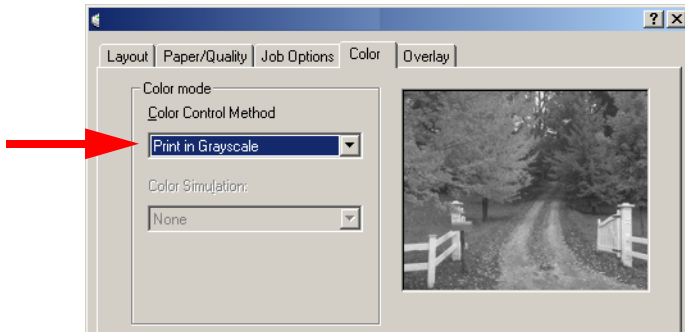 ? ×
Layout Paper/Quality Job Options Color Overlay
Color mode
Color Control Method
Print in Grayscale
Color Simulation:
None